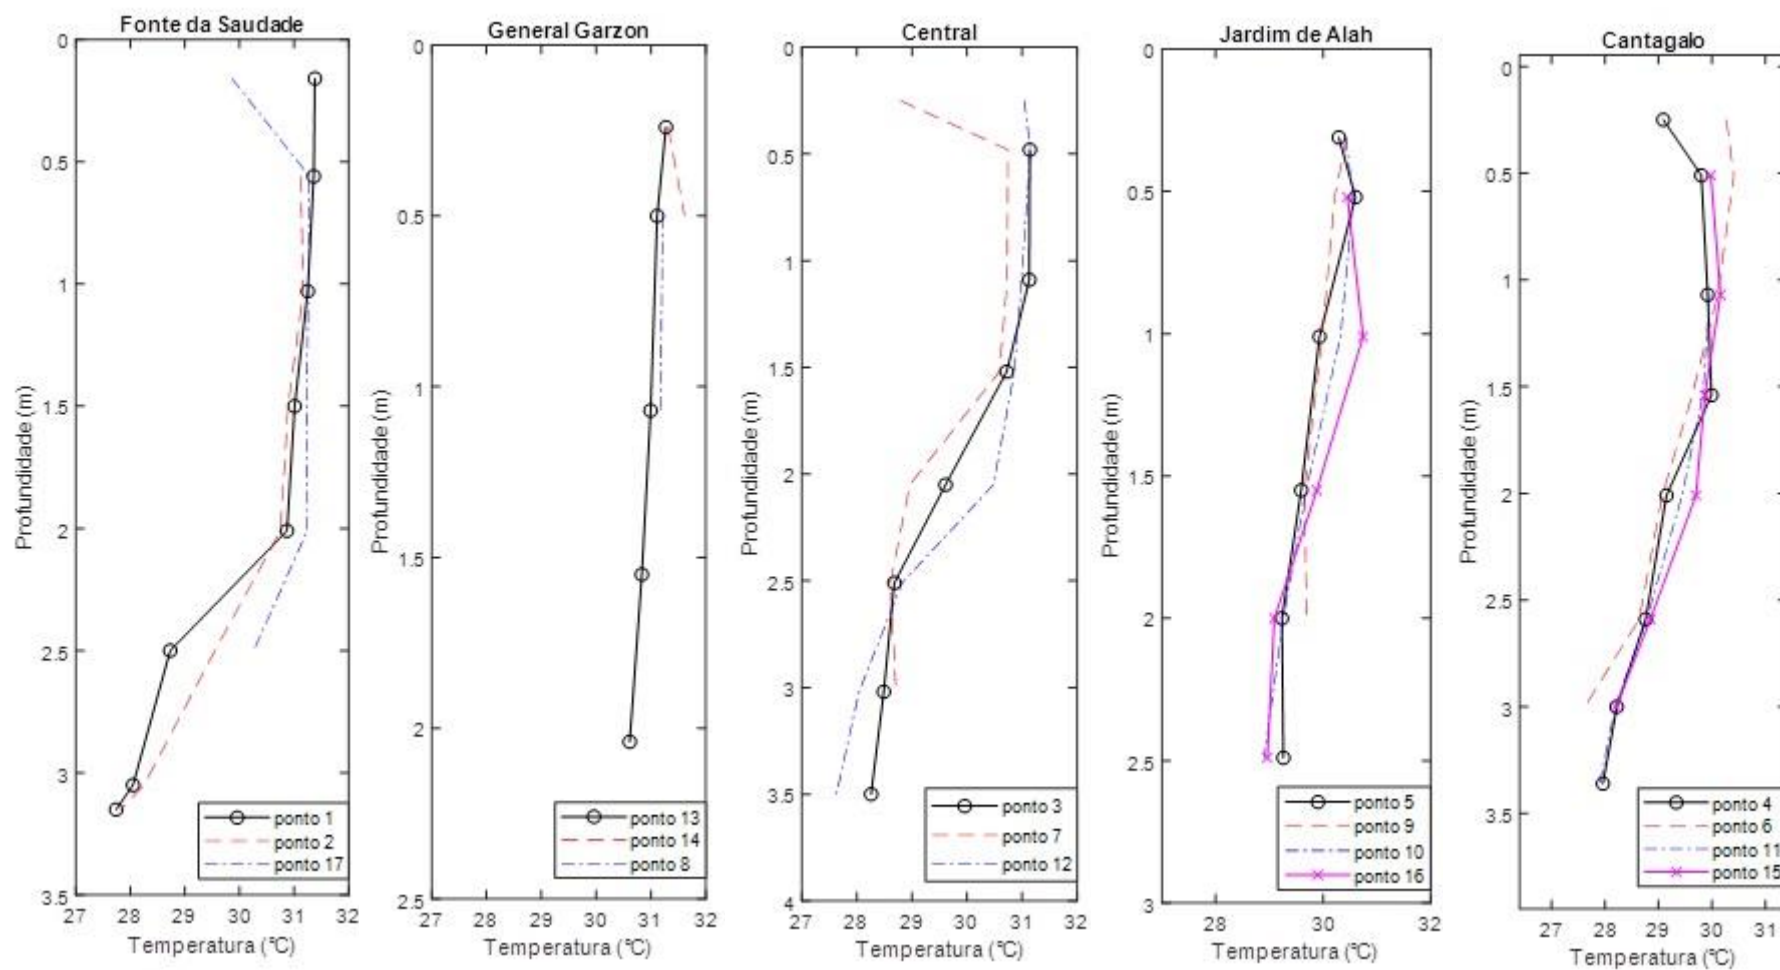 Fonte da Saudade
0
0.5
1
1.5
2
2.5
3
3.5
27 28 29 30 31 32
Profundidade (m)
Temperatura (°C)
ponto 1
ponto 2
ponto 17
General Garzon
0
0.5
1
1.5
2
2.5
27 28 29 30 31 32
Profundidade (m)
Temperatura (°C)
ponto 13
ponto 14
ponto 8
Central
0
0.5
1
1.5
2
2.5
3
3.5
4
27 28 29 30 31 32
Profundidade (m)
Temperatura (°C)
ponto 3
ponto 7
ponto 12
Jardim de Alah
0
0.5
1
1.5
2
2.5
3
28 30 32
Profundidade (m)
Temperatura (°C)
ponto 5
ponto 9
ponto 10
ponto 16
Cantagalo
0
0.5
1
1.5
2
2.5
3
3.5
27 28 29 30 31
Profundidade (m)
Temperatura (°C)
ponto 4
ponto 6
ponto 11
ponto 15